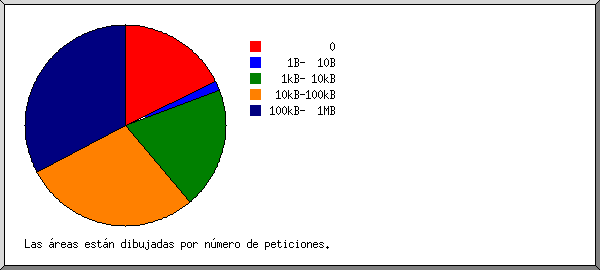 0
1B- 10B
1kB- 10kB
10kB-100kB
100kB- 1MB
Las áreas están dibujadas por número de peticiones.